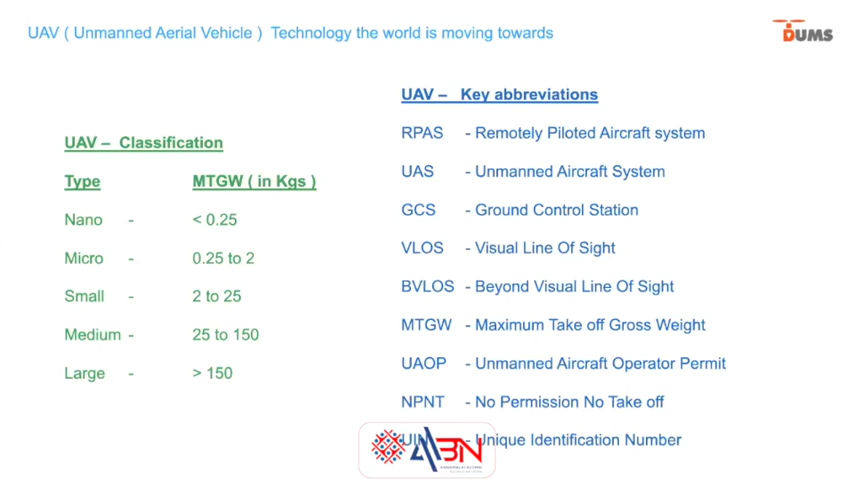 UAV ( Unmanned Aerial Vehicle )  Technology the world is moving towards
DUMS
UAV –  Classification
Type MTGW ( in Kgs )
Nano - < 0.25
Micro - 0.25 to 2
Small - 2 to 25
Medium - 25 to 150
Large - > 150
UAV –  Key abbreviations
RPAS - Remotely Piloted Aircraft system
UAS - Unmanned Aircraft System
GCS - Ground Control Station
VLOS - Visual Line Of Sight
BVLOS - Beyond Visual Line Of Sight
MTGW - Maximum Take off Gross Weight
UAOP - Unmanned Aircraft Operator Permit
NPNT - No Permission No Take off
UIN - Unique Identification Number
ABN